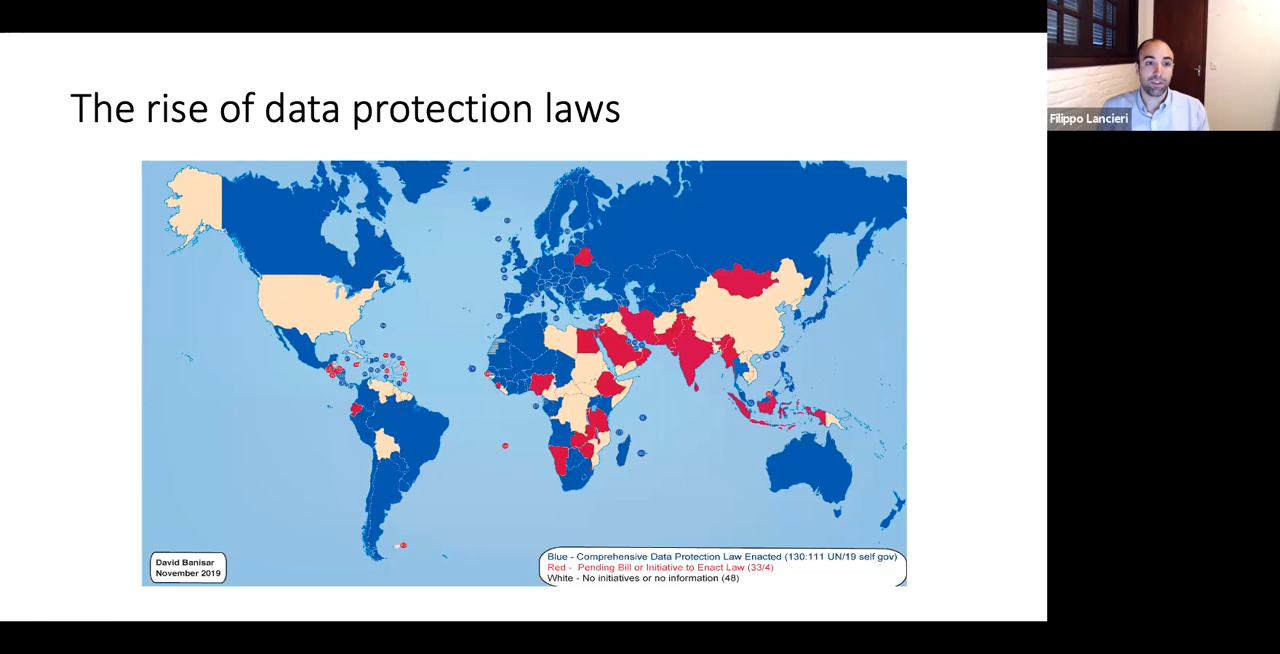 The rise of data protection laws
Filippo Lancieri
David Banisar
November 2019
Blue - Comprehensive Data Protection Law Enacted (130:111 UN/19 self gov)
Red - Pending Bill or Initiative to Enact Law (33/4)
White - No initiatives or no information (48)